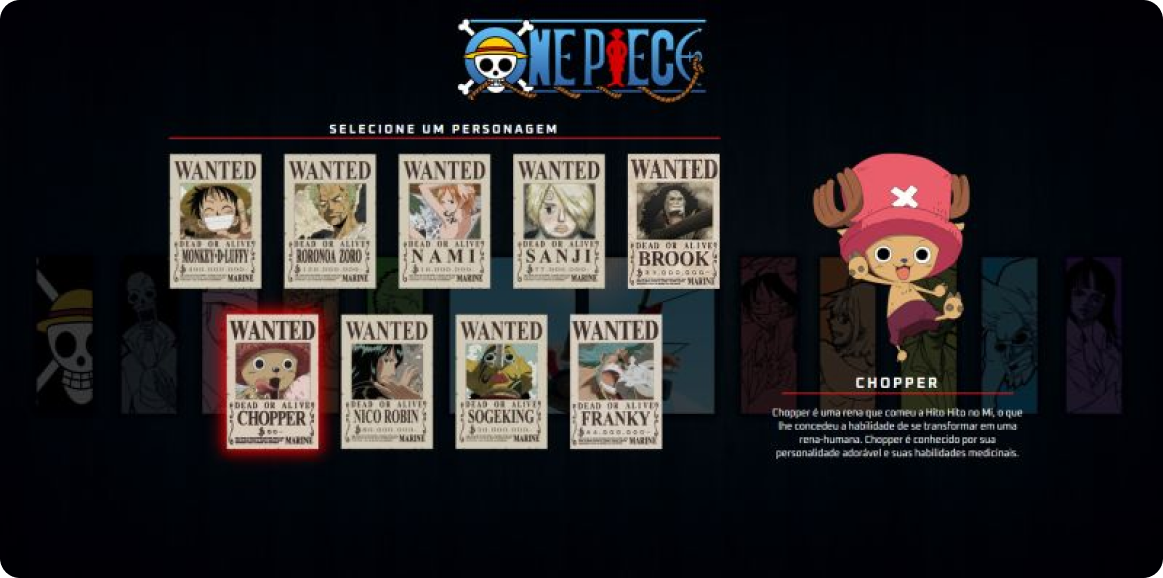 ONE PIECE
SELECIONE UM PERSONAGEM
WANTED
DEAD OR ALIVE
MONKEY·D·LUFFY
MARINE
WANTED
DEAD OR ALIVE
RORONOA ZORO
MARINE
WANTED
DEAD OR ALIVE
NAMI
MARINE
WANTED
DEAD OR ALIVE
SANJI
MARINE
WANTED
DEAD OR ALIVE
BROOK
MARINE
WANTED
DEAD OR ALIVE
CHOPPER
MARINE
WANTED
DEAD OR ALIVE
NICO ROBIN
MARINE
WANTED
DEAD OR ALIVE
SOGEKING
MARINE
WANTED
DEAD OR ALIVE
FRANKY
MARINE
CHOPPER
Chopper é uma rena que comeu a Hito Hito no Mi, o que
lhe concedeu a habilidade de se transformar em uma
rena-humana. Chopper é conhecido por sua
personalidade adorável e suas habilidades medicinais.